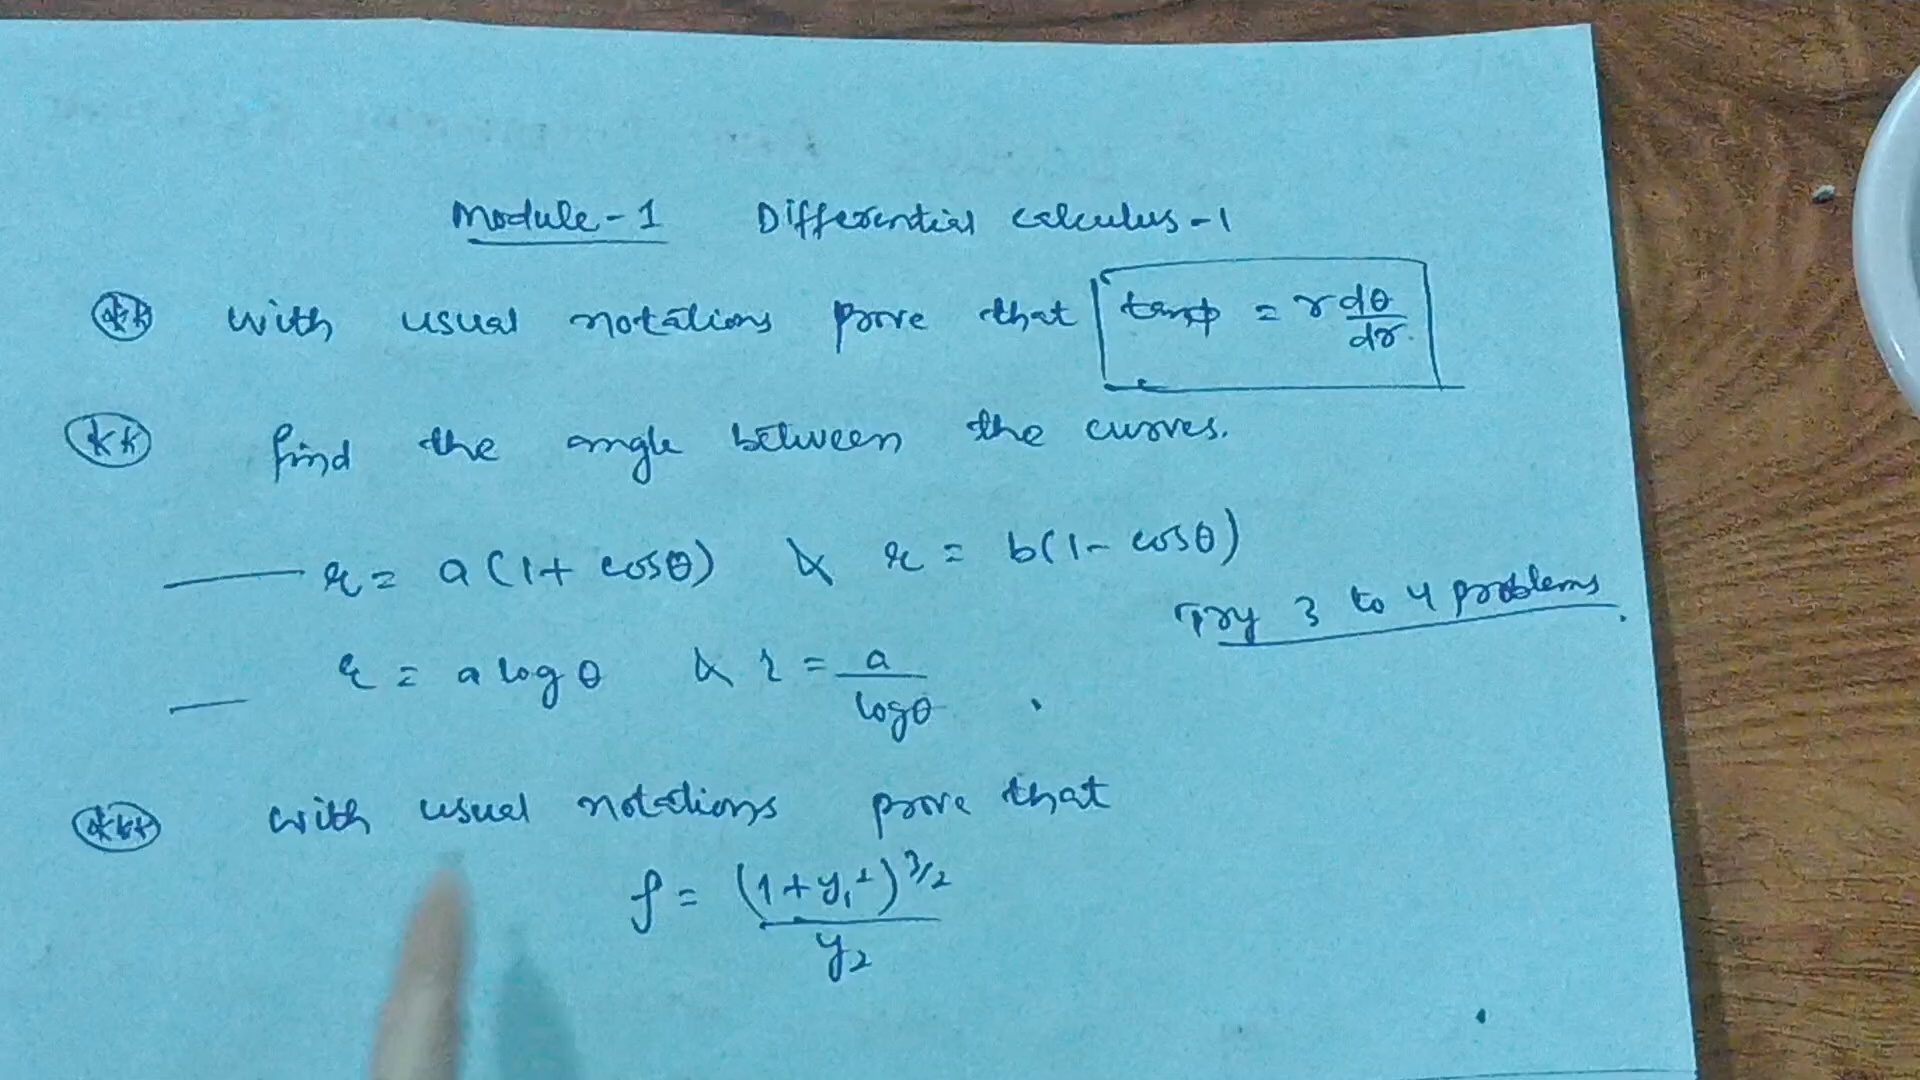 Module-1 Differential calculus-1
with usual notations prove that tanφ = r dθ/dr.
find the angle between the curves.
r = a(1+ cosθ) & r = b(1- cosθ)
Try 3 to 4 problems.
r = a log θ & r = a/logθ .
with usual notations prove that
ρ = (1+y₁²)^3/2 / y₂